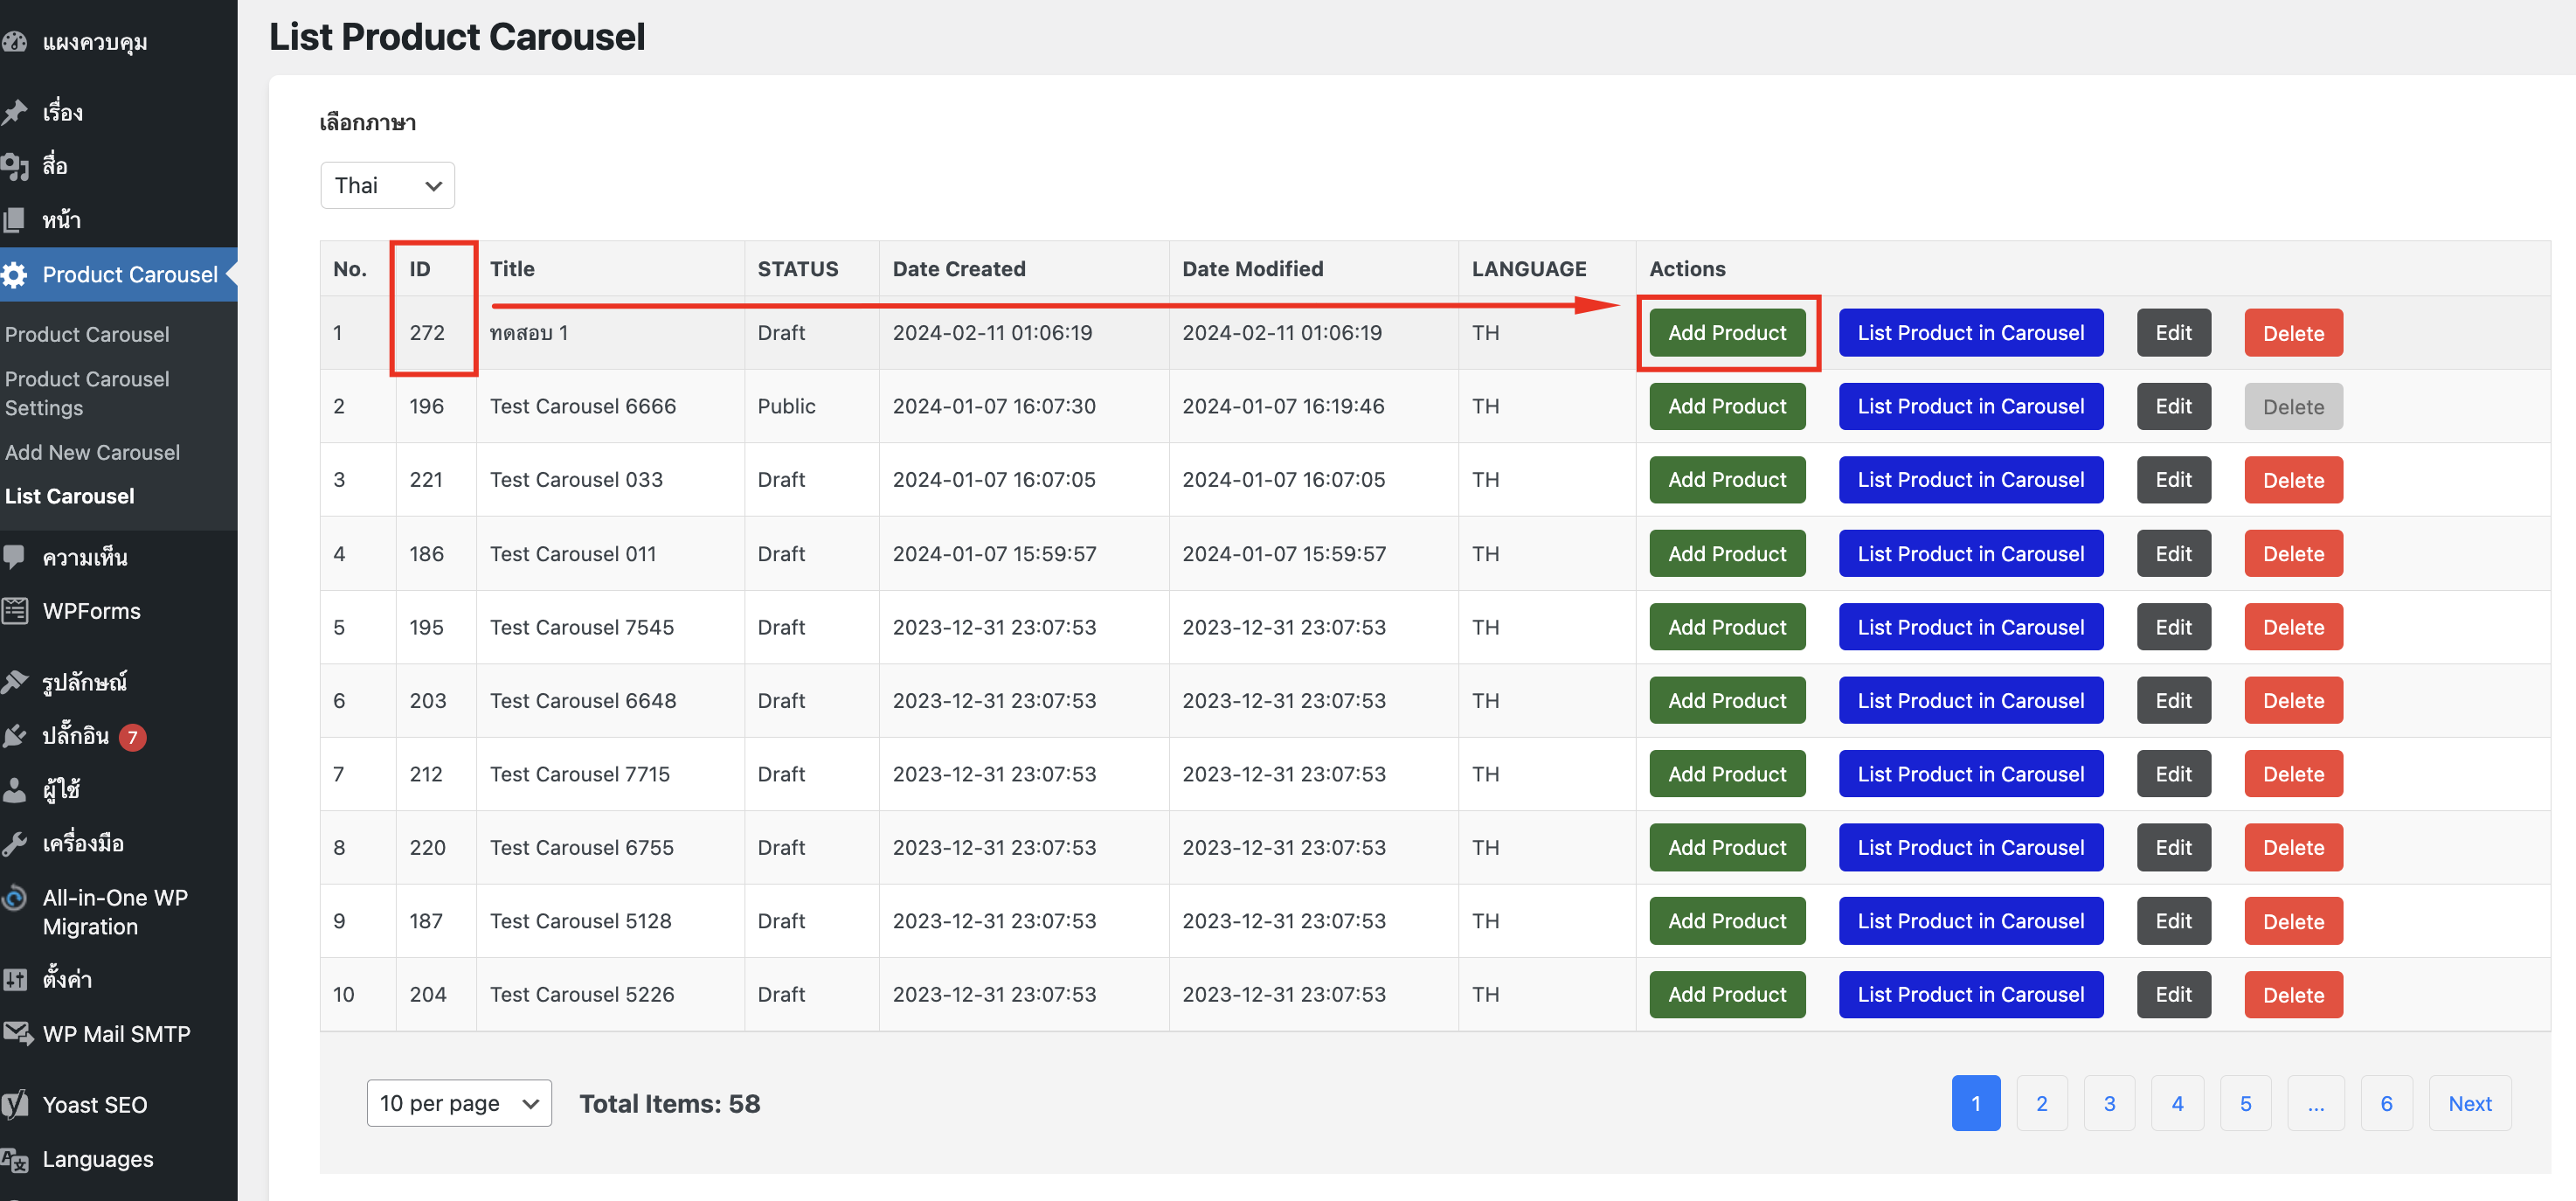 List Product Carousel
แผงควบคุม
เรื่อง
สื่อ
หน้า
Product Carousel
Product Carousel
Product Carousel
Settings
Add New Carousel
List Carousel
ความเห็น
WPForms
รูปลักษณ์
ปลั๊กอิน 7
ผู้ใช้
เครื่องมือ
All-in-One WP
Migration
ตั้งค่า
WP Mail SMTP
Yoast SEO
Languages
เลือกภาษา
Thai
No. ID Title STATUS Date Created Date Modified LANGUAGE Actions
1 272 ทดสอบ 1 Draft 2024-02-11 01:06:19 2024-02-11 01:06:19 TH Add Product List Product in Carousel Edit Delete
2 196 Test Carousel 6666 Public 2024-01-07 16:07:30 2024-01-07 16:19:46 TH Add Product List Product in Carousel Edit Delete
3 221 Test Carousel 033 Draft 2024-01-07 16:07:05 2024-01-07 16:07:05 TH Add Product List Product in Carousel Edit Delete
4 186 Test Carousel 011 Draft 2024-01-07 15:59:57 2024-01-07 15:59:57 TH Add Product List Product in Carousel Edit Delete
5 195 Test Carousel 7545 Draft 2023-12-31 23:07:53 2023-12-31 23:07:53 TH Add Product List Product in Carousel Edit Delete
6 203 Test Carousel 6648 Draft 2023-12-31 23:07:53 2023-12-31 23:07:53 TH Add Product List Product in Carousel Edit Delete
7 212 Test Carousel 7715 Draft 2023-12-31 23:07:53 2023-12-31 23:07:53 TH Add Product List Product in Carousel Edit Delete
8 220 Test Carousel 6755 Draft 2023-12-31 23:07:53 2023-12-31 23:07:53 TH Add Product List Product in Carousel Edit Delete
9 187 Test Carousel 5128 Draft 2023-12-31 23:07:53 2023-12-31 23:07:53 TH Add Product List Product in Carousel Edit Delete
10 204 Test Carousel 5226 Draft 2023-12-31 23:07:53 2023-12-31 23:07:53 TH Add Product List Product in Carousel Edit Delete
10 per page Total Items: 58 1 2 3 4 5 ... 6 Next